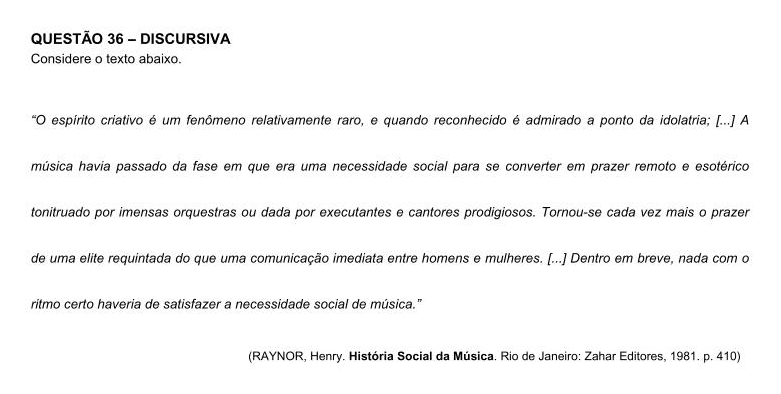 QUESTÃO 36 – DISCURSIVA
Considere o texto abaixo.
“O espírito criativo é um fenômeno relativamente raro, e quando reconhecido é admirado a ponto da idolatria; [...] A
música havia passado da fase em que era uma necessidade social para se converter em prazer remoto e esotérico
tonitruado por imensas orquestras ou dada por executantes e cantores prodigiosos. Tornou-se cada vez mais o prazer
de uma elite requintada do que uma comunicação imediata entre homens e mulheres. [...] Dentro em breve, nada com o
ritmo certo haveria de satisfazer a necessidade social de música.”
(RAYNOR, Henry. História Social da Música. Rio de Janeiro: Zahar Editores, 1981. p. 410)